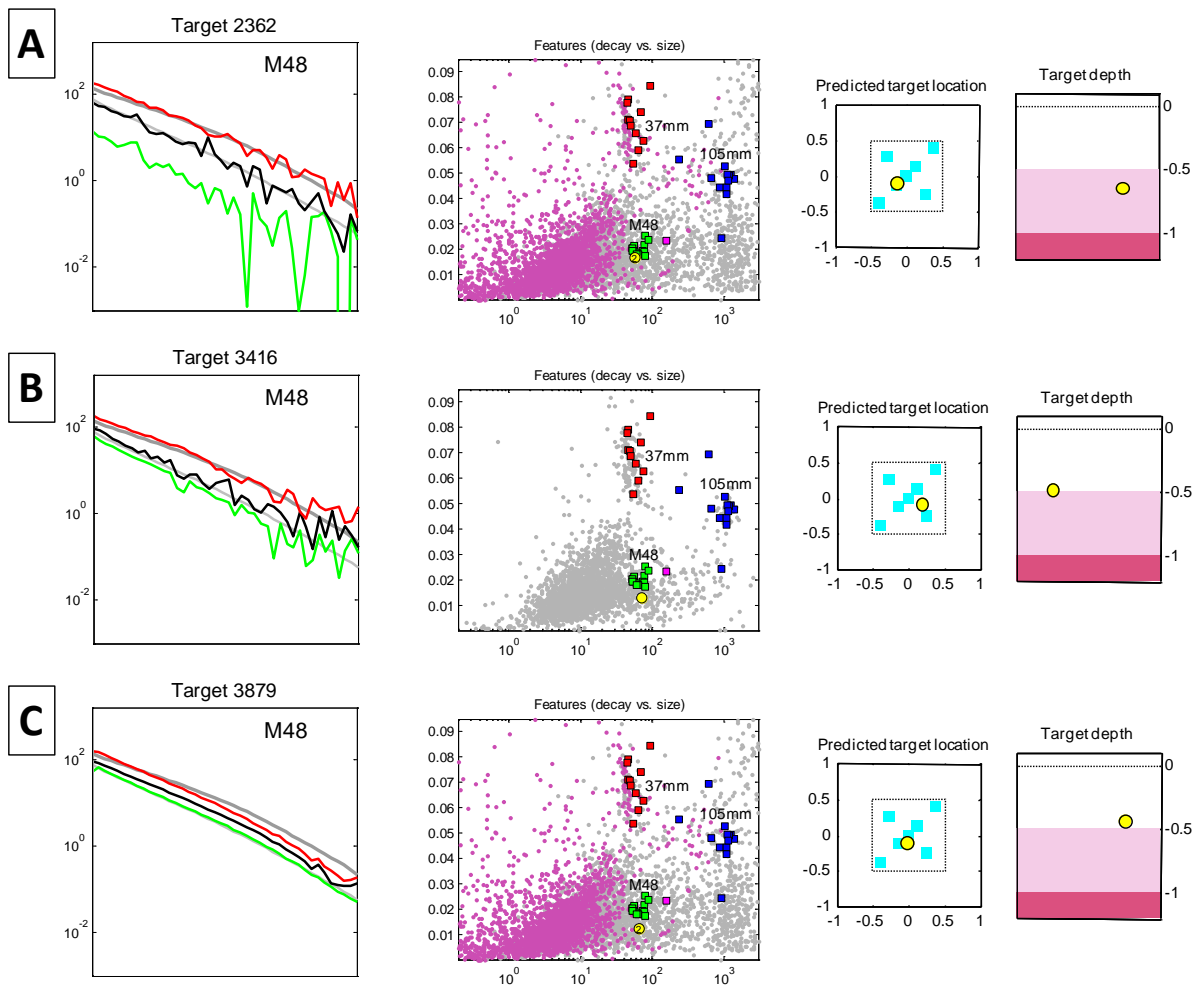 A
Target 2362
M48
10^2
10^0
10^-2
Features (decay vs. size)
0.09
0.08
0.07
0.06
0.05
0.04
0.03
0.02
0.01
37mm
105mm
M48
2
10^0 10^1 10^2 10^3
Predicted target location
1
0.5
0
-0.5
-1
-1 -0.5 0 0.5 1
Target depth
0
-0.5
-1
B
Target 3416
M48
10^2
10^0
10^-2
Features (decay vs. size)
0.09
0.08
0.07
0.06
0.05
0.04
0.03
0.02
0.01
37mm
105mm
M48
10^0 10^1 10^2 10^3
Predicted target location
1
0.5
0
-0.5
-1
-1 -0.5 0 0.5 1
Target depth
0
-0.5
-1
C
Target 3879
M48
10^2
10^0
10^-2
Features (decay vs. size)
0.09
0.08
0.07
0.06
0.05
0.04
0.03
0.02
0.01
37mm
105mm
M48
2
10^0 10^1 10^2 10^3
Predicted target location
1
0.5
0
-0.5
-1
-1 -0.5 0 0.5 1
Target depth
0
-0.5
-1